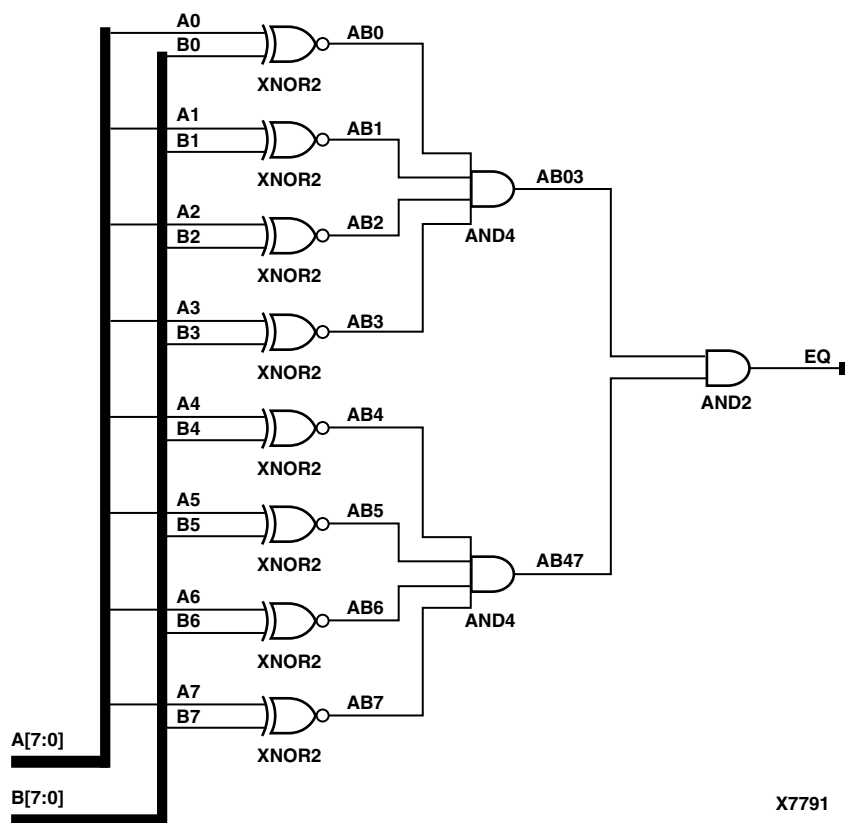 A0
B0
AB0
XNOR2
A1
B1
AB1
XNOR2
AB03
A2
B2
AB2
AND4
XNOR2
A3
B3
AB3
XNOR2
EQ
AND2
A4
B4
AB4
XNOR2
A5
B5
AB5
XNOR2
AB47
A6
B6
AB6
AND4
XNOR2
A7
B7
AB7
XNOR2
A[7:0]
B[7:0]
X7791